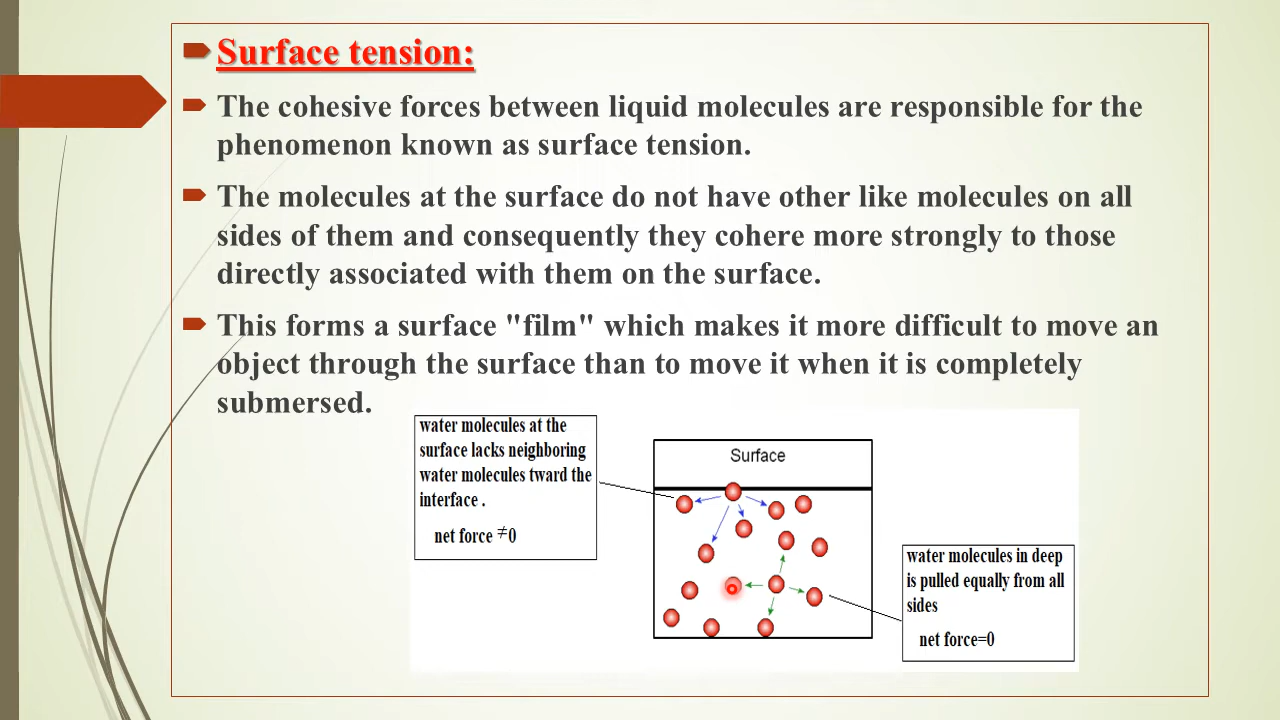 Surface tension:
The cohesive forces between liquid molecules are responsible for the
phenomenon known as surface tension.
The molecules at the surface do not have other like molecules on all
sides of them and consequently they cohere more strongly to those
directly associated with them on the surface.
This forms a surface "film" which makes it more difficult to move an
object through the surface than to move it when it is completely
submersed.
water molecules at the
surface lacks neighboring
water molecules tward the
interface .
net force ≠0
Surface
water molecules in deep
is pulled equally from all
sides
net force=0